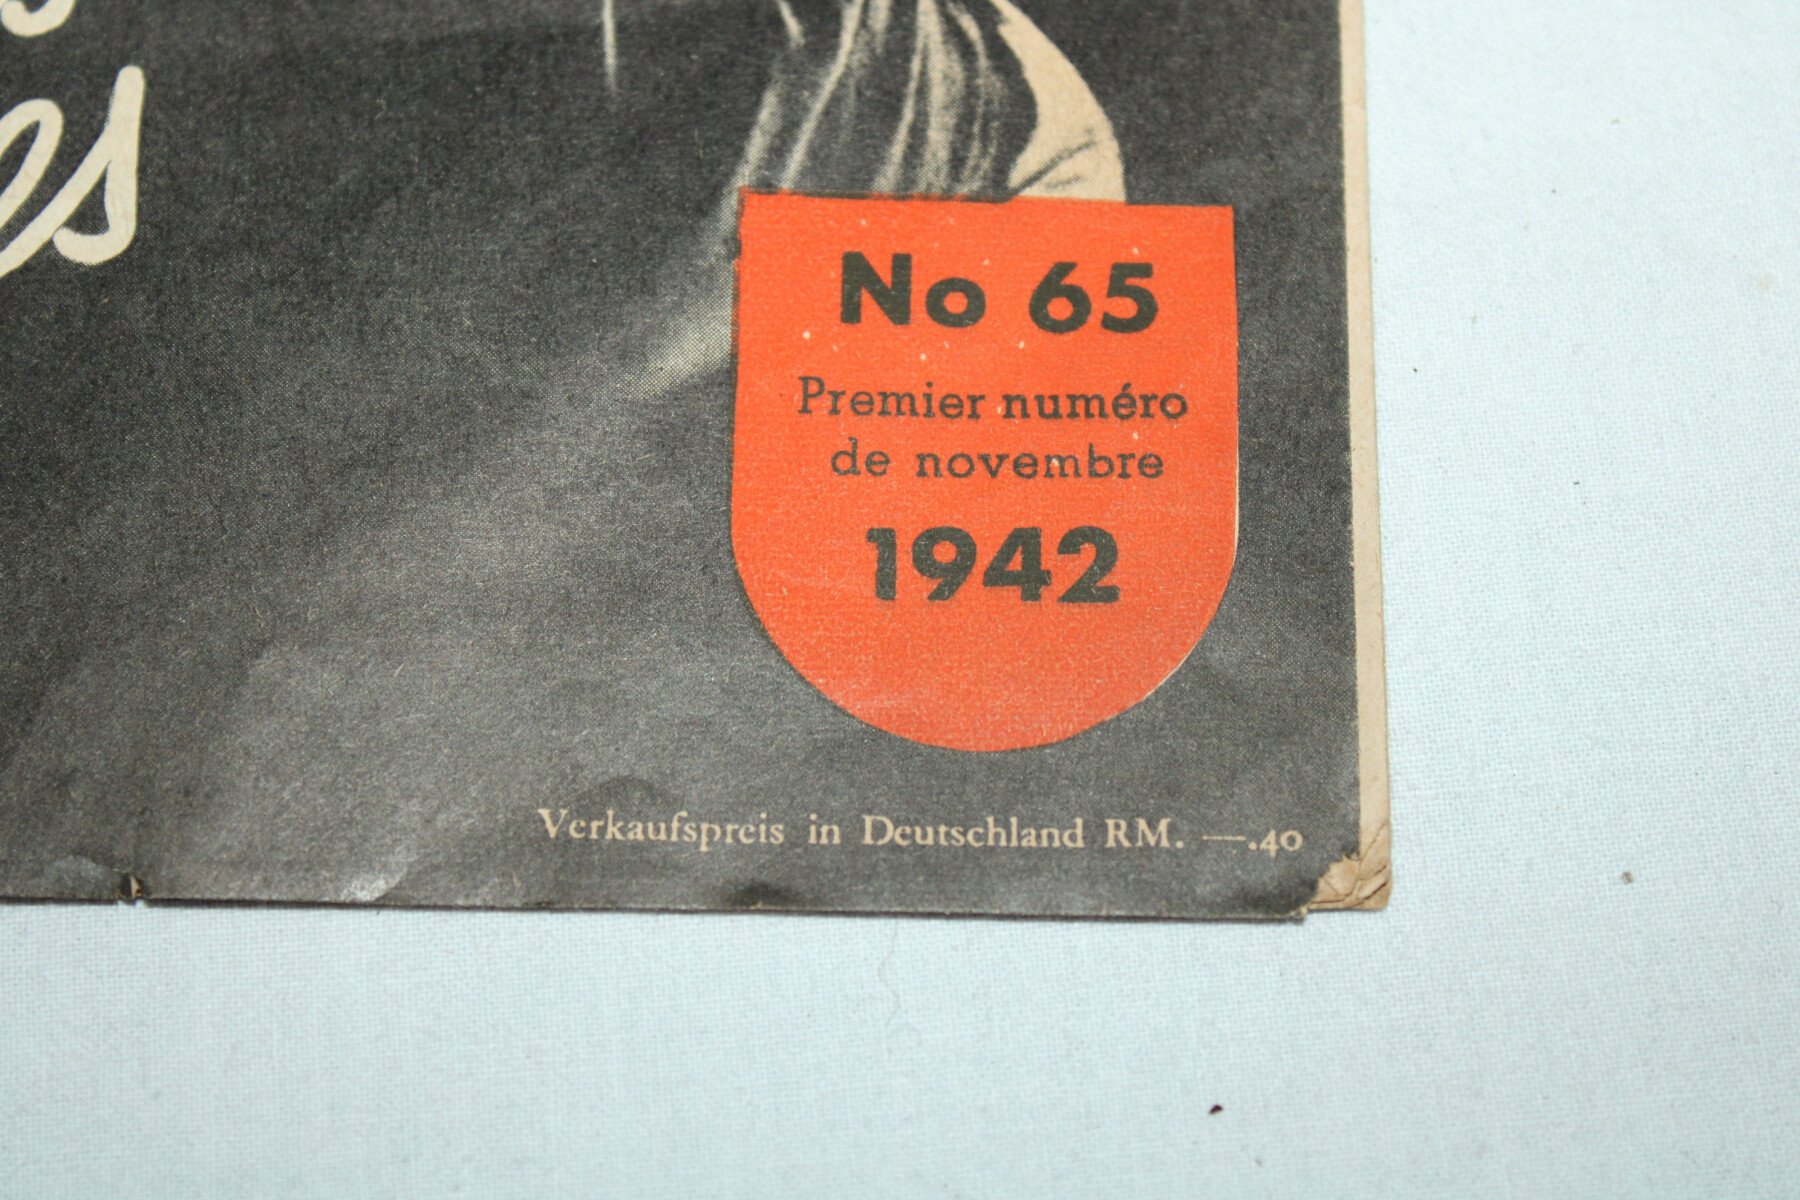 No 65
Premier numéro
de novembre
1942
Verkaufspreis in Deutschland RM. —.40